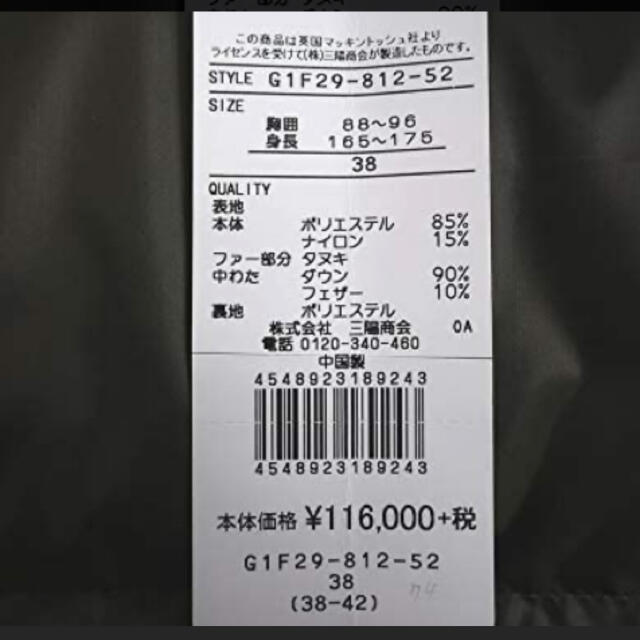 この商品は英国マッキントッシュ社より
ライセンスを受けて(株)三陽商会が製造したものです。
STYLE G1F29-812-52
SIZE
胸囲 88〜96
身長 165〜175
38
QUALITY
表地
本体 ポリエステル 85%
ナイロン 15%
ファー部分 タヌキ
中わた ダウン 90%
フェザー 10%
裏地 ポリエステル
株式会社 三陽商会 OA
電話 0120-340-460
中国製
4548923189243
4548923189243
本体価格 ¥116,000+税
G1F29-812-52
38
(38-42)